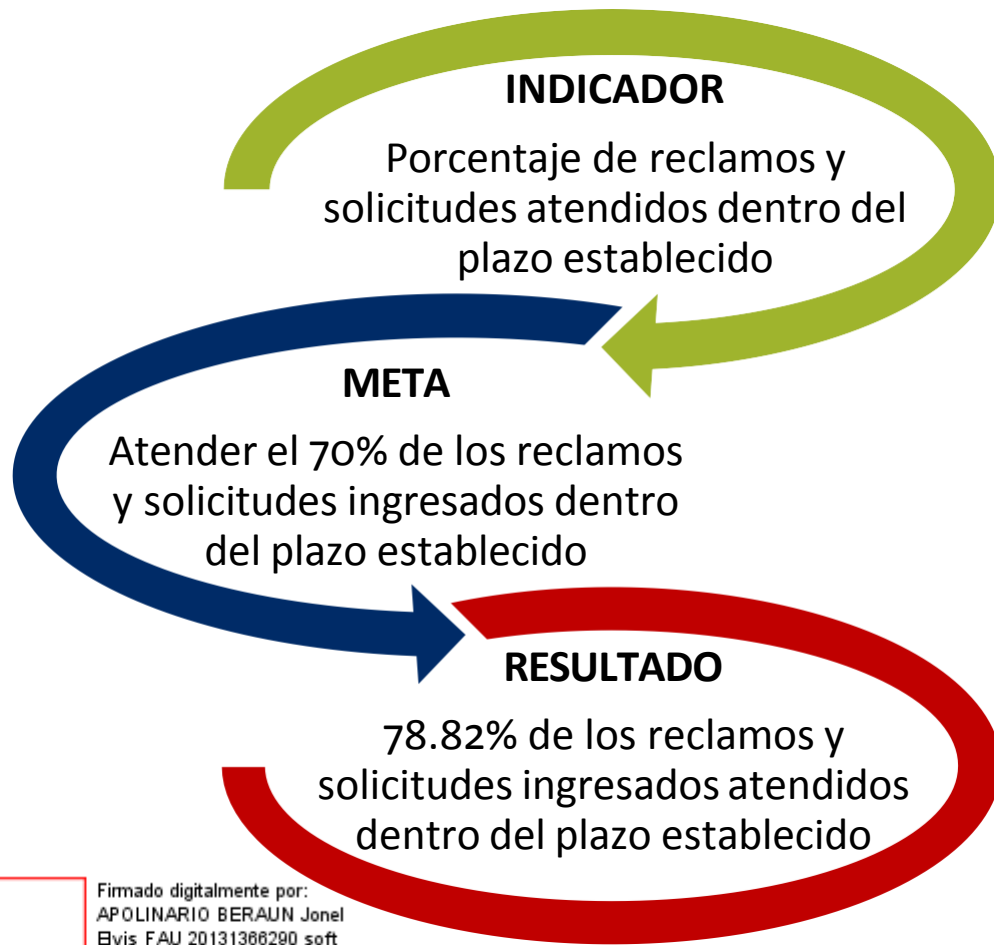 INDICADOR
Porcentaje de reclamos y
solicitudes atendidos dentro del
plazo establecido
META
Atender el 70% de los reclamos
y solicitudes ingresados dentro
del plazo establecido
RESULTADO
78.82% de los reclamos y
solicitudes ingresados atendidos
dentro del plazo establecido
Firmado digitalmente por:
APOLINARIO BERAUN Jonel
Elvis FAU 20131366290 soft